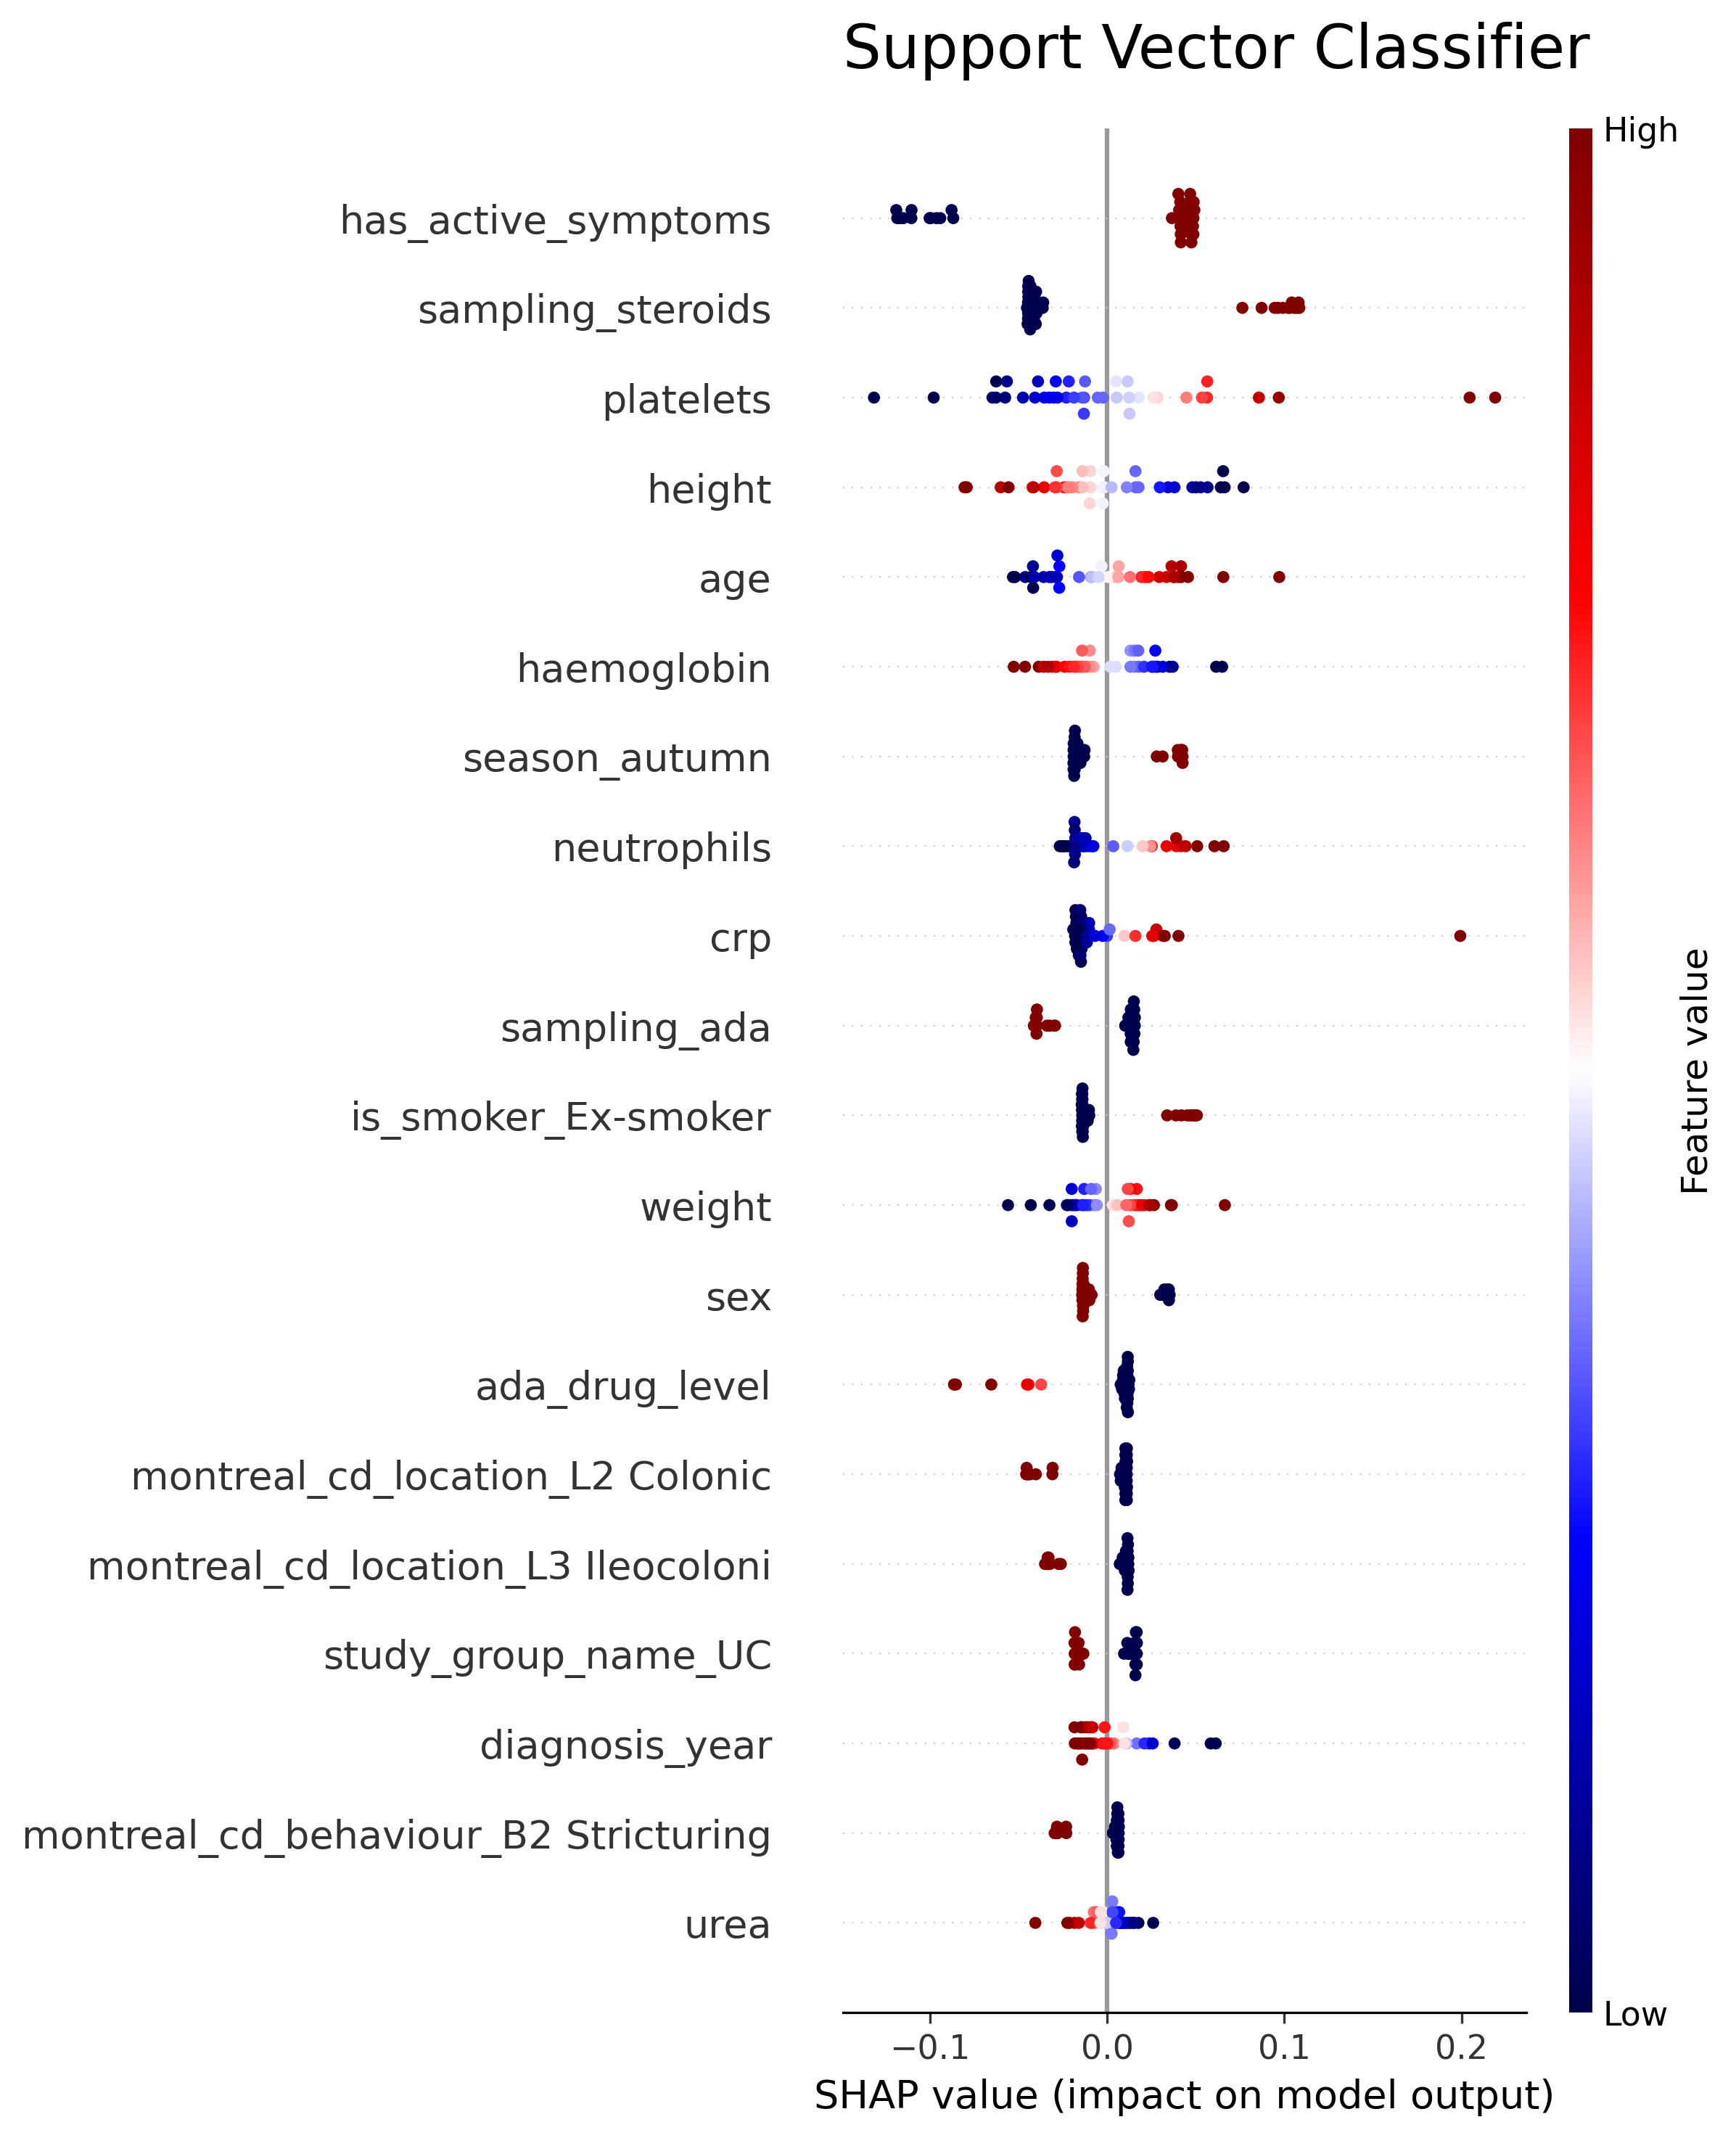 Support Vector Classifier
High
has_active_symptoms
sampling_steroids
platelets
height
age
haemoglobin
season_autumn
neutrophils
crp
sampling_ada
is_smoker_Ex-smoker
weight
sex
ada_drug_level
montreal_cd_location_L2 Colonic
montreal_cd_location_L3 Ileocoloni
study_group_name_UC
diagnosis_year
montreal_cd_behaviour_B2 Stricturing
urea
Feature value
Low
−0.1 0.0 0.1 0.2
SHAP value (impact on model output)